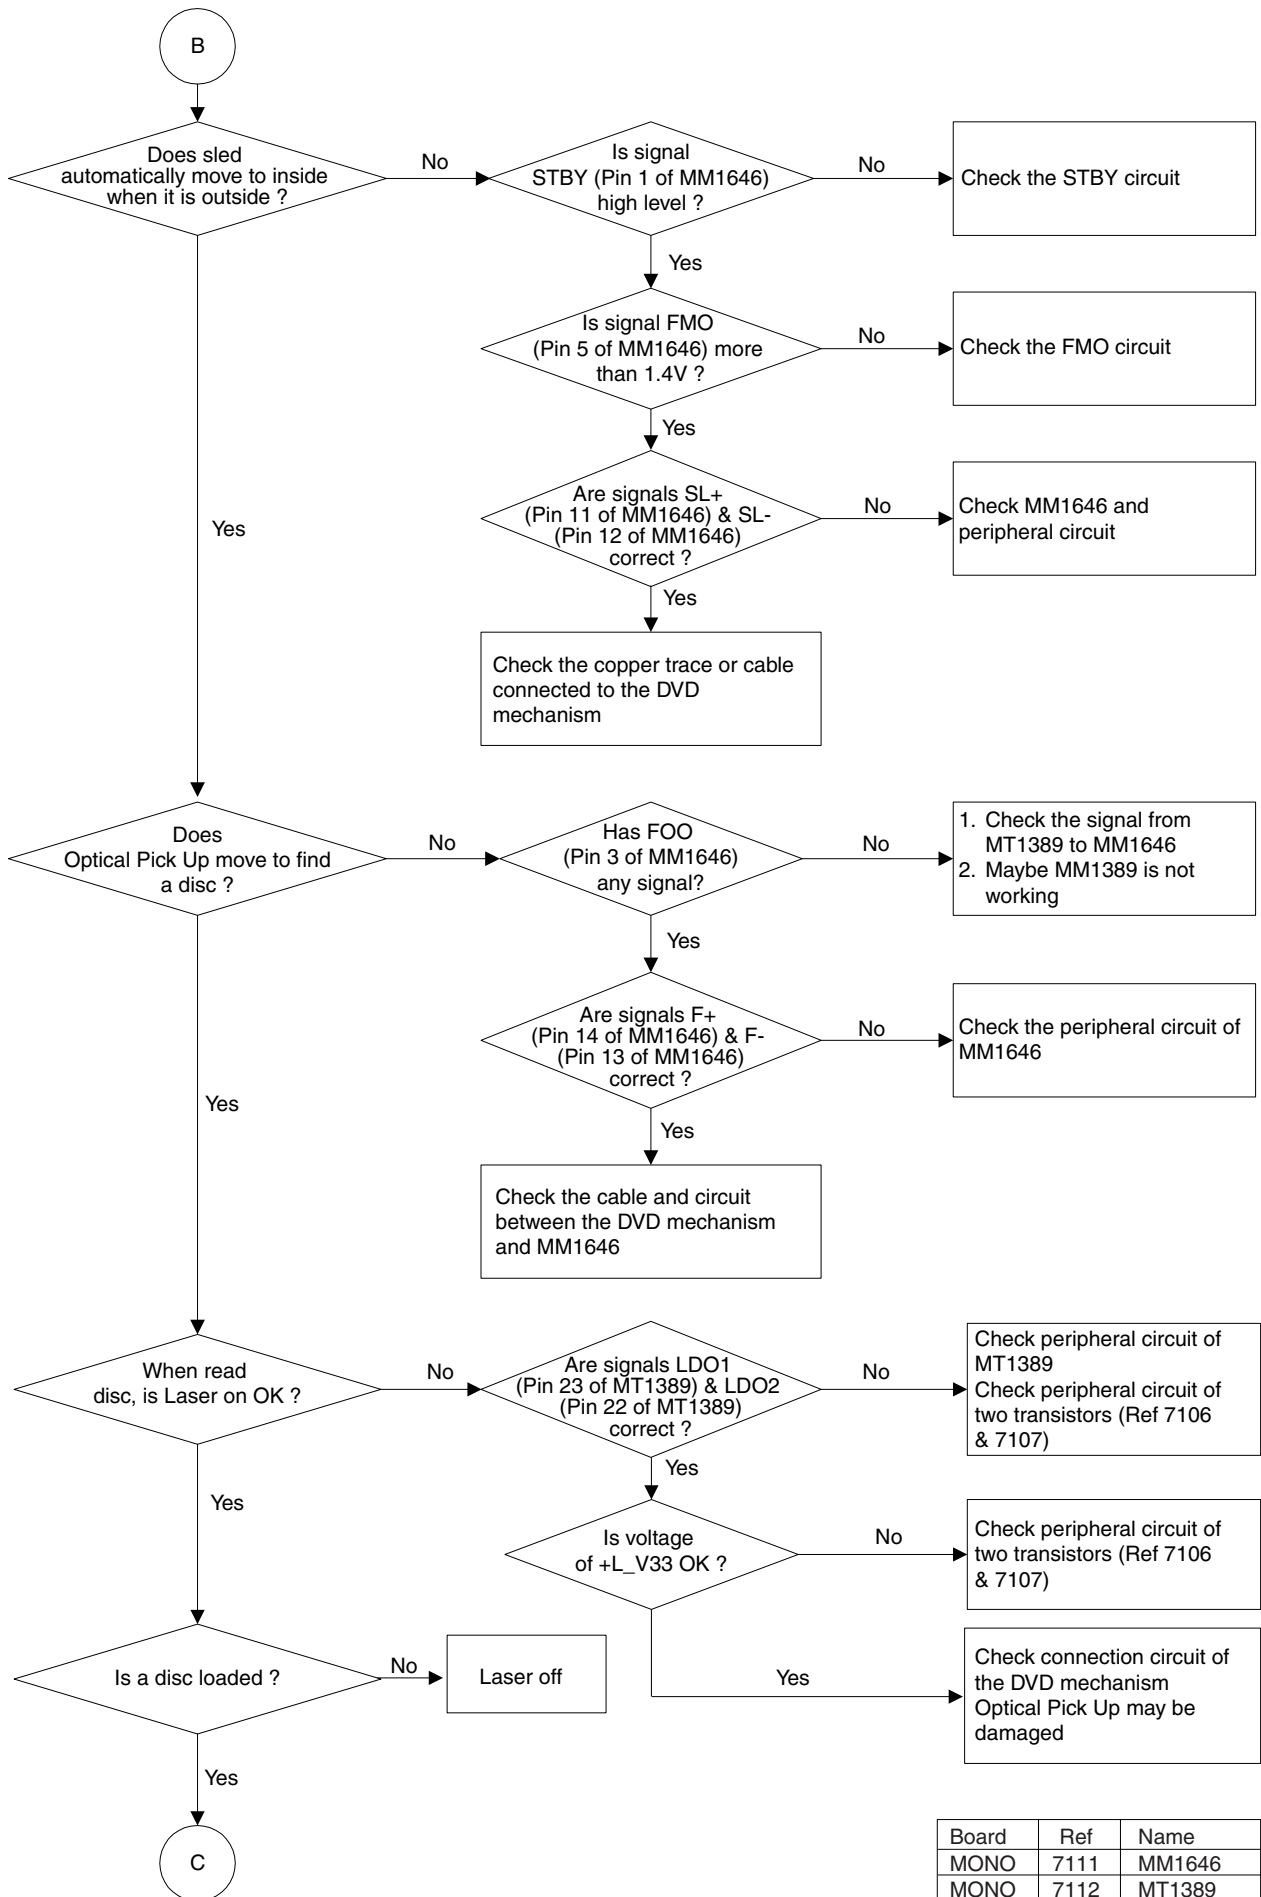 B
Does sled
automatically move to inside
when it is outside ?
No
Is signal
STBY (Pin 1 of MM1646)
high level ?
No
Check the STBY circuit
Yes
Is signal FMO
(Pin 5 of MM1646) more
than 1.4V ?
No
Check the FMO circuit
Yes
Are signals SL+
(Pin 11 of MM1646) & SL-
(Pin 12 of MM1646)
correct ?
No
Check MM1646 and
peripheral circuit
Yes
Yes
Check the copper trace or cable
connected to the DVD
mechanism
Does
Optical Pick Up move to find
a disc ?
No
Has FOO
(Pin 3 of MM1646)
any signal?
No
1. Check the signal from
MT1389 to MM1646
2. Maybe MM1389 is not
working
Yes
Are signals F+
(Pin 14 of MM1646) & F-
(Pin 13 of MM1646)
correct ?
No
Check the peripheral circuit of
MM1646
Yes
Yes
Check the cable and circuit
between the DVD mechanism
and MM1646
When read
disc, is Laser on OK ?
No
Are signals LDO1
(Pin 23 of MT1389) & LDO2
(Pin 22 of MT1389)
correct ?
No
Check peripheral circuit of
MT1389
Check peripheral circuit of
two transistors (Ref 7106
& 7107)
Yes
Yes
Is voltage
of +L_V33 OK ?
No
Check peripheral circuit of
two transistors (Ref 7106
& 7107)
Is a disc loaded ?
No
Laser off
Yes
Check connection circuit of
the DVD mechanism
Optical Pick Up may be
damaged
Yes
C
Board Ref Name
MONO 7111 MM1646
MONO 7112 MT1389